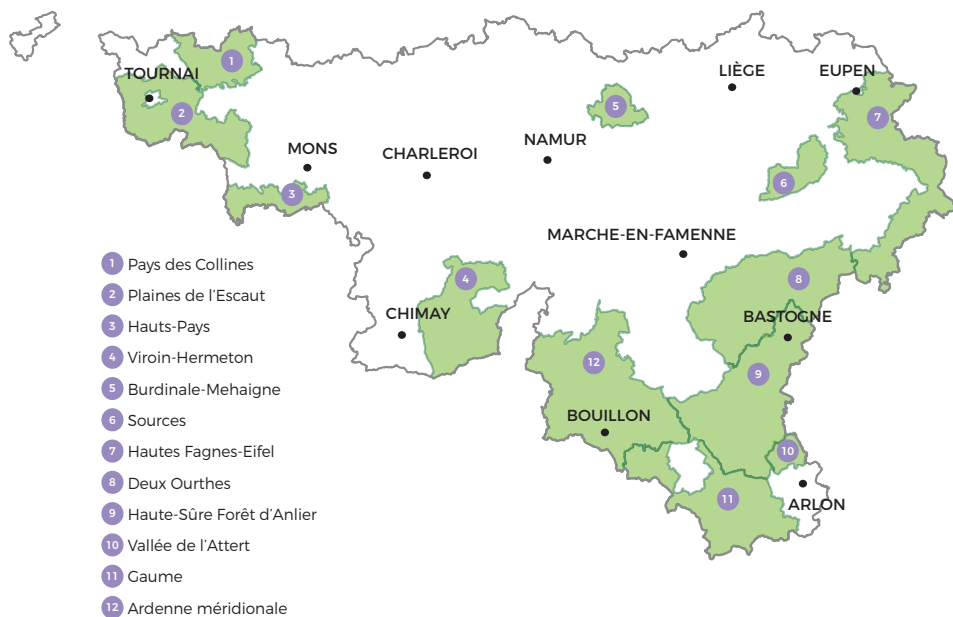 1
TOURNAI
2
MONS
3
CHARLEROI
NAMUR
5
LIÈGE
EUPEN
7
6
MARCHE-EN-FAMENNE
4
CHIMAY
8
BASTOGNE
12
9
BOUILLON
10
11
ARLON
1 Pays des Collines
2 Plaines de l'Escaut
3 Hauts-Pays
4 Viroin-Hermeton
5 Burdinale-Mehaigne
6 Sources
7 Hautes Fagnes-Eifel
8 Deux Ourthes
9 Haute-Sûre Forêt d'Anlier
10 Vallée de l'Attert
11 Gaume
12 Ardenne méridionale